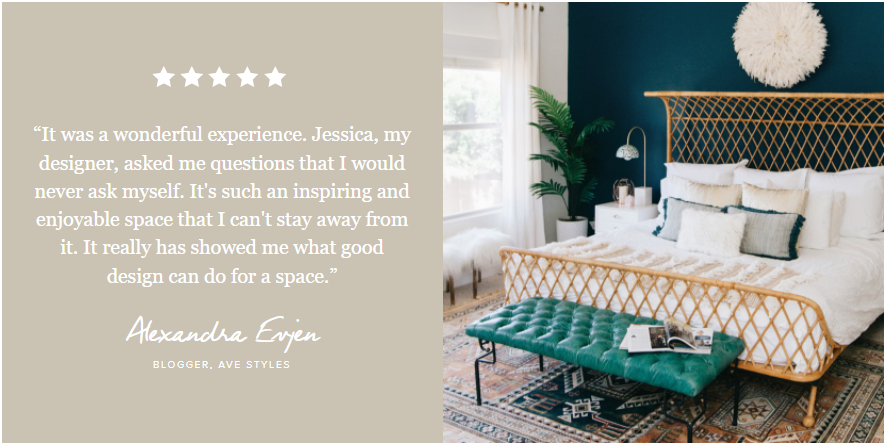 “It was a wonderful experience. Jessica, my
designer, asked me questions that I would
never ask myself. It's such an inspiring and
enjoyable space that I can't stay away from
it. It really has showed me what good
design can do for a space.”
Alexandra Evjen
BLOGGER, AVE STYLES